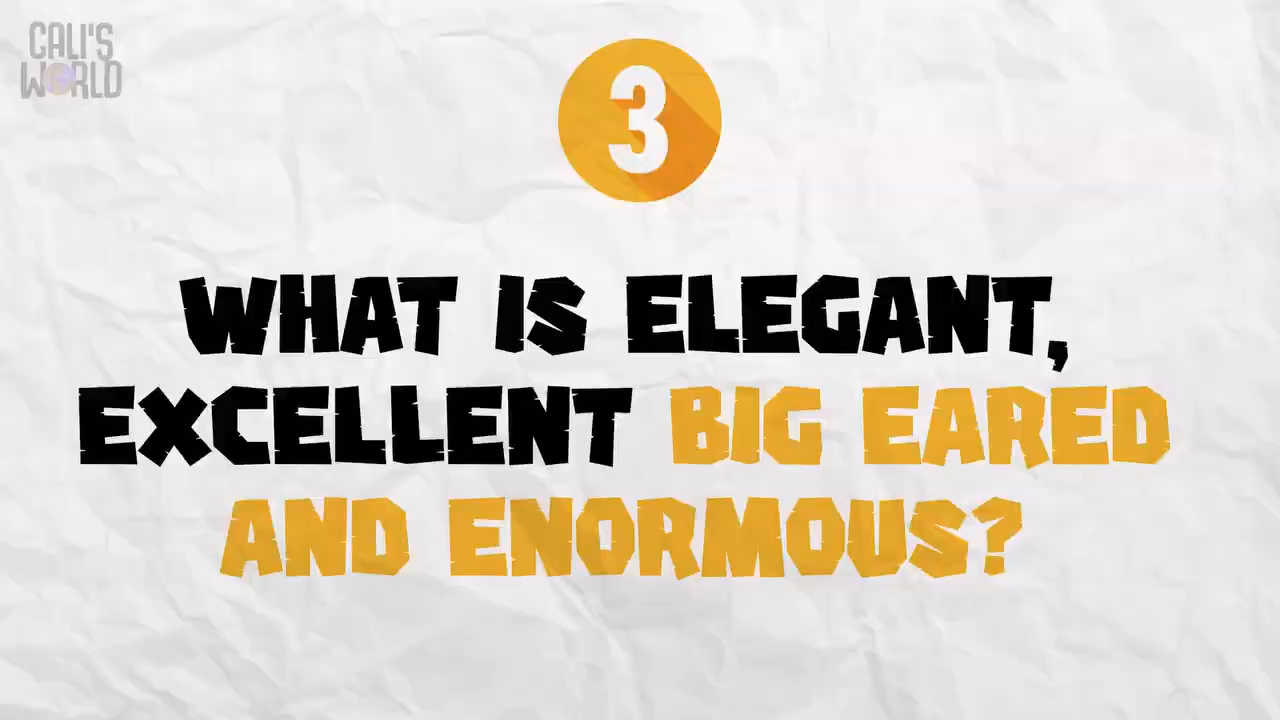 CALI'S
WORLD
3
WHAT IS ELEGANT,
EXCELLENT BIG EARED
AND ENORMOUS?